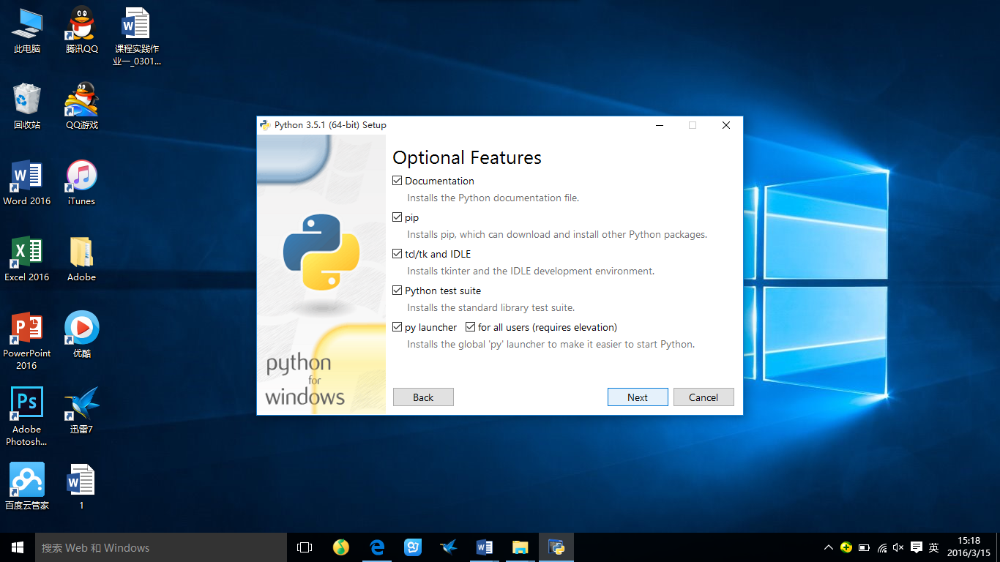 此电脑
腾讯QQ
课程实践作
业一_0301...
回收站
QQ游戏
Word 2016
iTunes
Excel 2016
Adobe
PowerPoint
2016
优酷
Ps
Adobe
Photosh...
迅雷7
百度云管家
1
Python 3.5.1 (64-bit) Setup
Optional Features
Documentation
Installs the Python documentation file.
pip
Installs pip, which can download and install other Python packages.
tcl/tk and IDLE
Installs tkinter and the IDLE development environment.
Python test suite
Installs the standard library test suite.
py launcher for all users (requires elevation)
Installs the global 'py' launcher to make it easier to start Python.
python
for
windows
Back
Next
Cancel
搜索 Web 和 Windows
英
15:18
2016/3/15